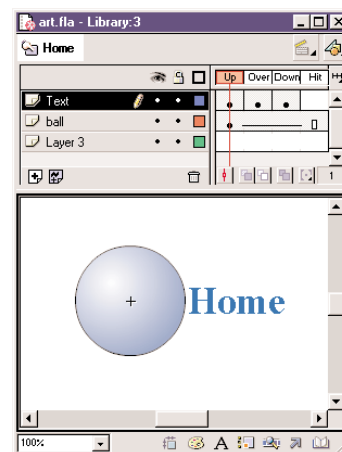 art.fla - Library:3
Home
Up Over Down Hit
Text
ball
Layer 3
1
Home
100%
A